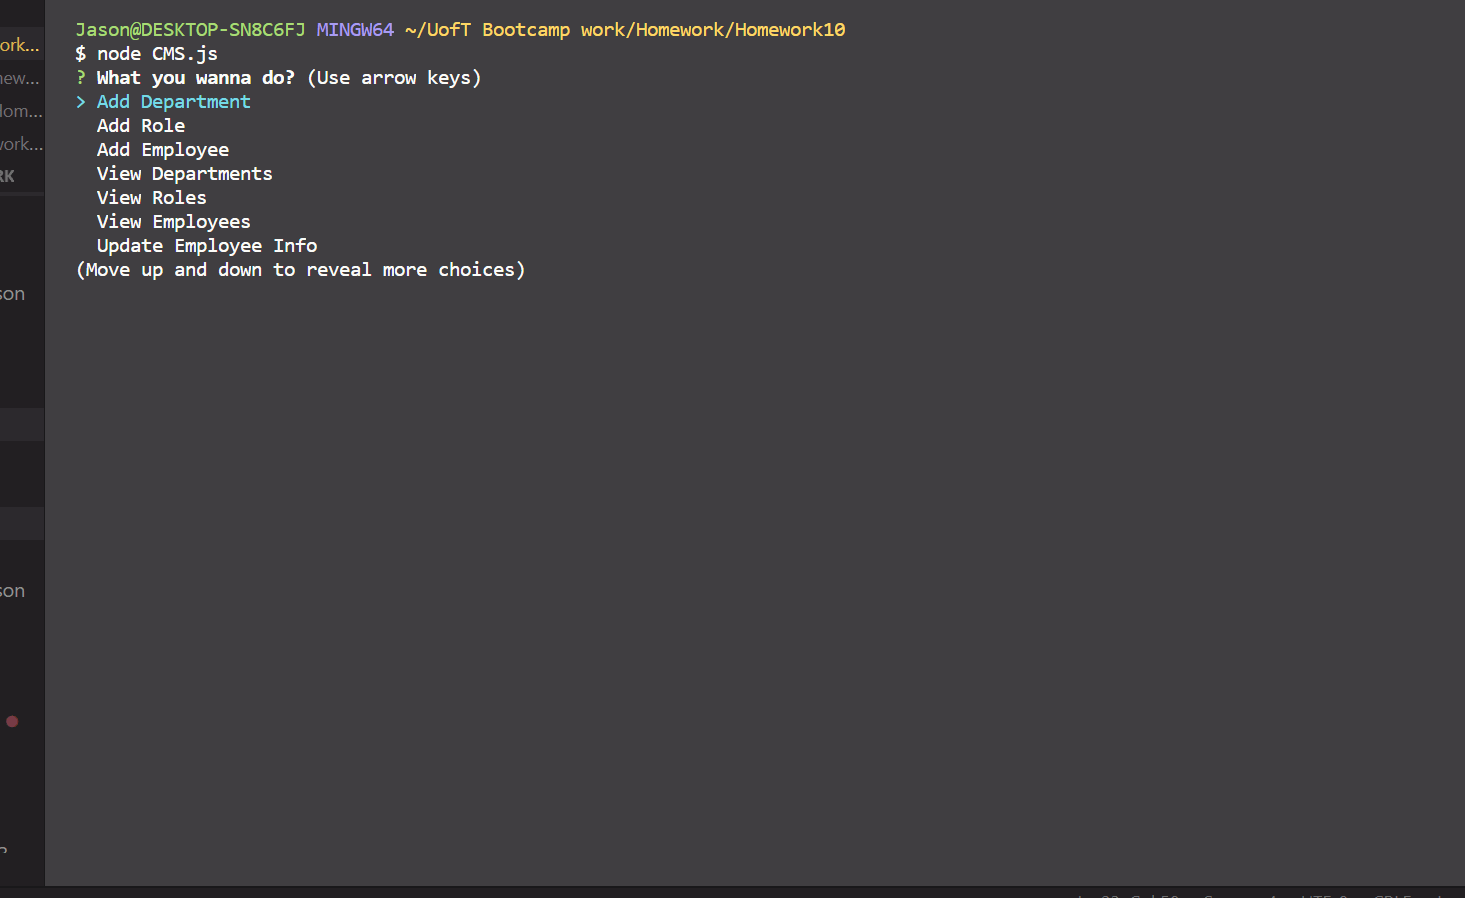 Jason@DESKTOP-SN8C6FJ MINGW64 ~/UofT Bootcamp work/Homework/Homework10
$ node CMS.js
? What you wanna do? (Use arrow keys)
> Add Department
Add Role
Add Employee
View Departments
View Roles
View Employees
Update Employee Info
(Move up and down to reveal more choices)
ork...
new...
lom...
vork...
RK
son
son